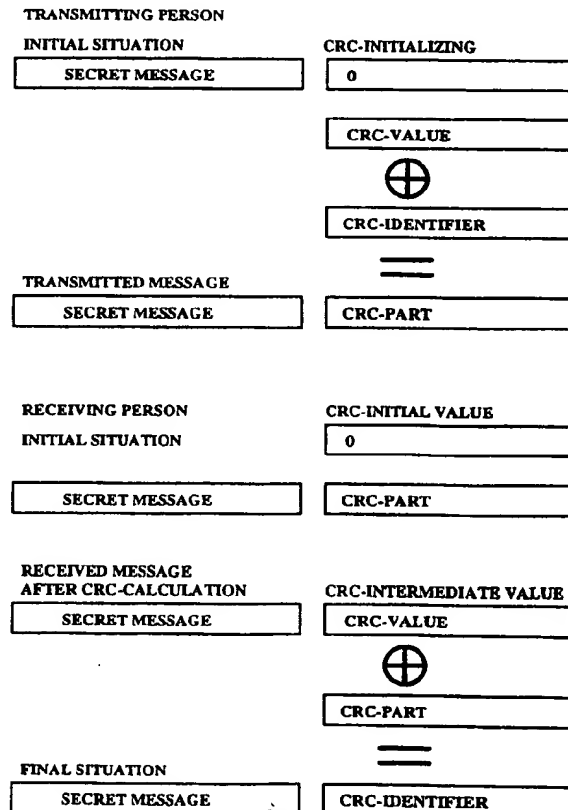 TRANSMITTING PERSON
INITIAL SITUATION CRC-INITIALIZING
SECRET MESSAGE 0
CRC-VALUE
CRC-IDENTIFIER
TRANSMITTED MESSAGE
SECRET MESSAGE CRC-PART
RECEIVING PERSON CRC-INITIAL VALUE
INITIAL SITUATION 0
SECRET MESSAGE CRC-PART
RECEIVED MESSAGE
AFTER CRC-CALCULATION CRC-INTERMEDIATE VALUE
SECRET MESSAGE CRC-VALUE
CRC-PART
FINAL SITUATION
SECRET MESSAGE CRC-IDENTIFIER